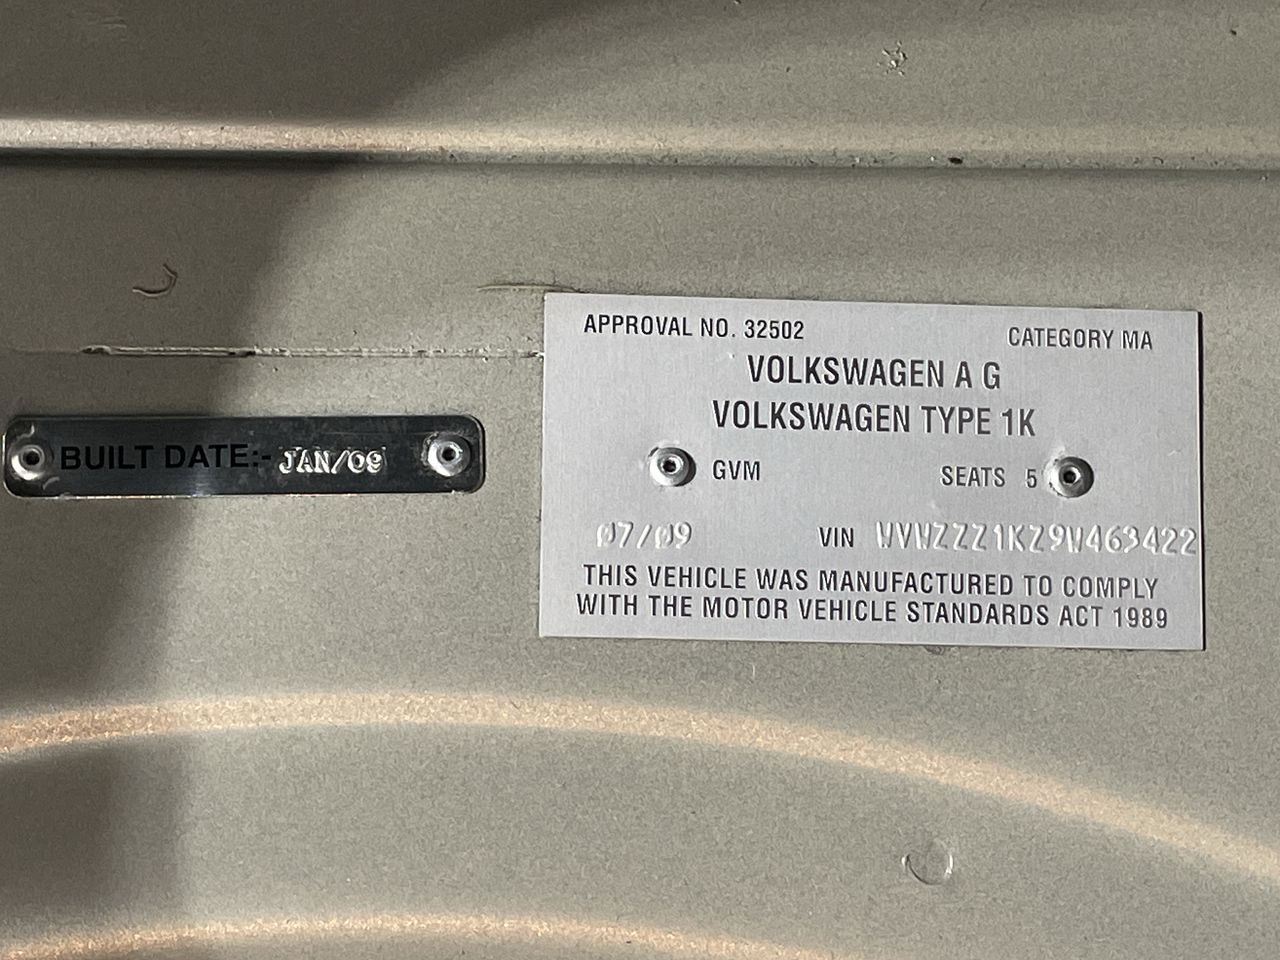 BUILT DATE:- JAN/09
APPROVAL NO. 32502 CATEGORY MA
VOLKSWAGEN A G
VOLKSWAGEN TYPE 1K
GVM SEATS 5
07/09 VIN WVWZZZ1KZ9W463422
THIS VEHICLE WAS MANUFACTURED TO COMPLY
WITH THE MOTOR VEHICLE STANDARDS ACT 1989